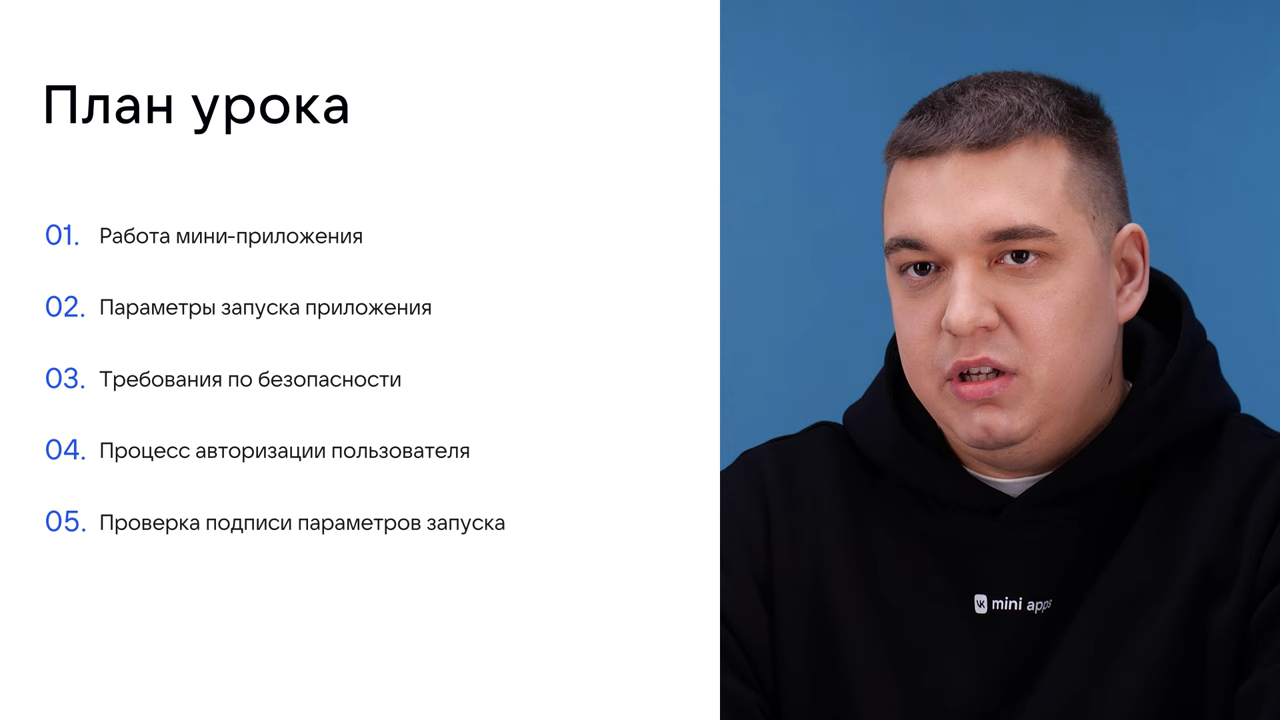 План урока
01. Работа мини-приложения
02. Параметры запуска приложения
03. Требования по безопасности
04. Процесс авторизации пользователя
05. Проверка подписи параметров запуска
mini apps